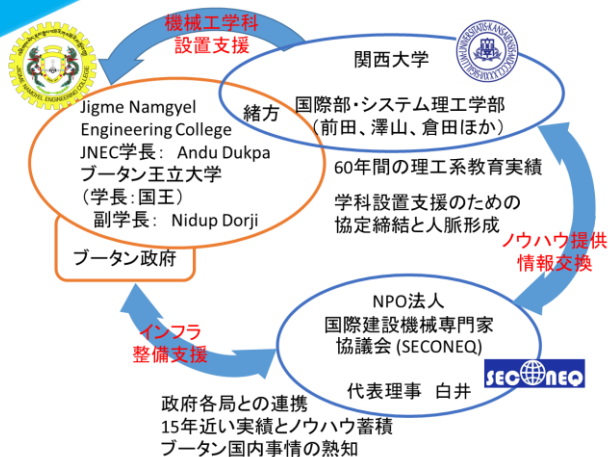 機械工学科
設置支援
関西大学
緒方
国際部・システム理工学部
(前田、澤山、倉田ほか)
Jigme Namgyel
Engineering College
JNEC学長: Andu Dukpa
ブータン王立大学
(学長:国王)
副学長: Nidup Dorji
ブータン政府
60年間の理工系教育実績
学科設置支援のための
協定締結と人脈形成
ノウハウ提供
情報交換
インフラ
整備支援
NPO法人
国際建設機械専門家
協議会 (SECONEQ)
代表理事 白井
SECONEQ
政府各局との連携
15年近い実績とノウハウ蓄積
ブータン国内事情の熟知
JIGME NAMGYEL ENGINEERING COLLEGE